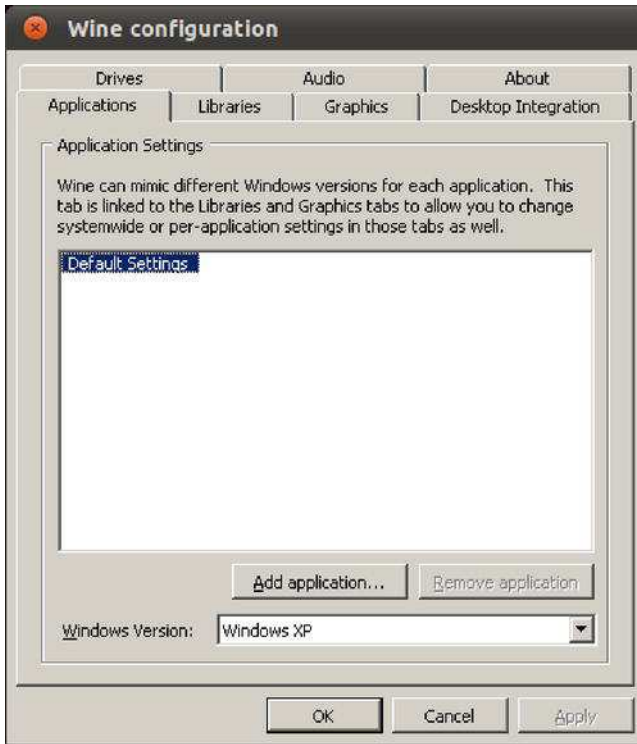 Wine configuration
Drives Audio About
Applications Libraries Graphics Desktop Integration
Application Settings
Wine can mimic different Windows versions for each application. This
tab is linked to the Libraries and Graphics tabs to allow you to change
systemwide or per-application settings in those tabs as well.
Default Settings
Add application... Remove application
Windows Version: Windows XP
OK Cancel Apply